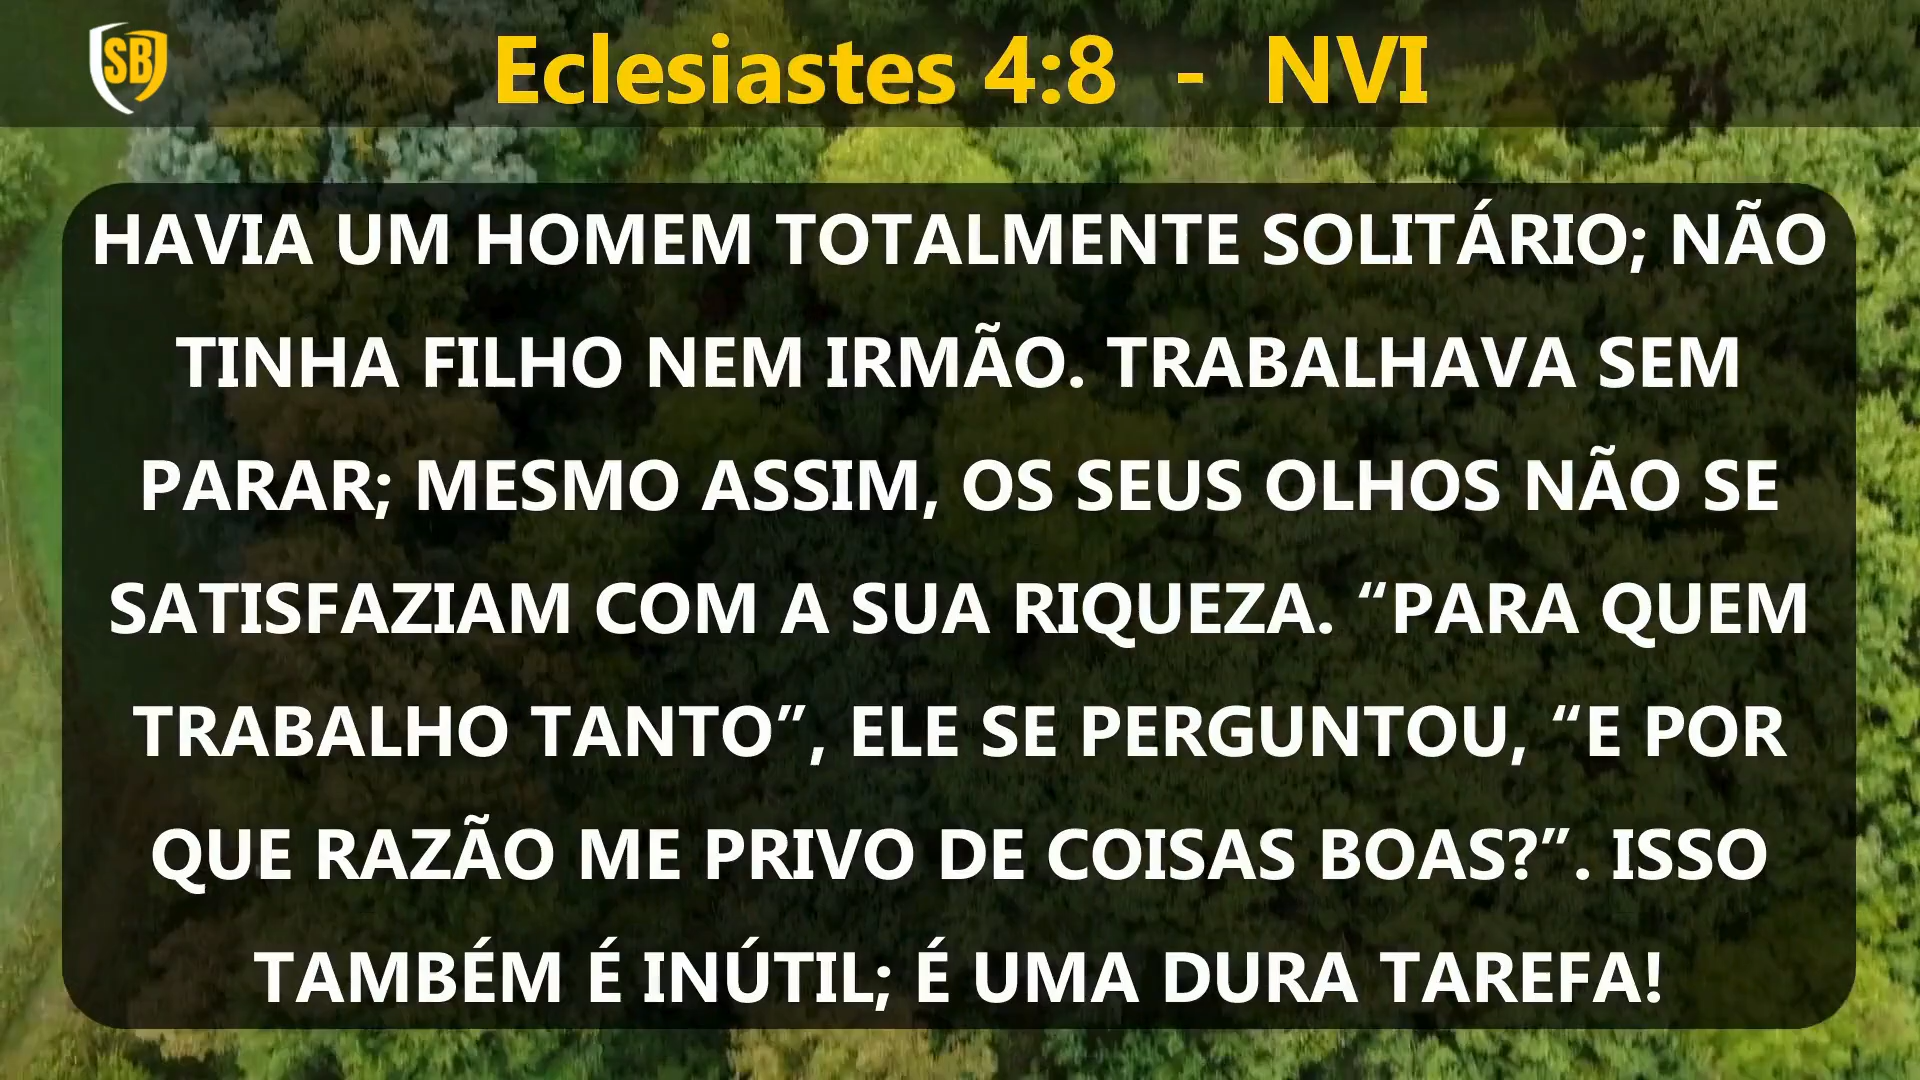 SB
Eclesiastes 4:8 - NVI
HAVIA UM HOMEM TOTALMENTE SOLITÁRIO; NÃO
TINHA FILHO NEM IRMÃO. TRABALHAVA SEM
PARAR; MESMO ASSIM, OS SEUS OLHOS NÃO SE
SATISFAZIAM COM A SUA RIQUEZA. “PARA QUEM
TRABALHO TANTO”, ELE SE PERGUNTOU, “E POR
QUE RAZÃO ME PRIVO DE COISAS BOAS?”. ISSO
TAMBÉM É INÚTIL; É UMA DURA TAREFA!